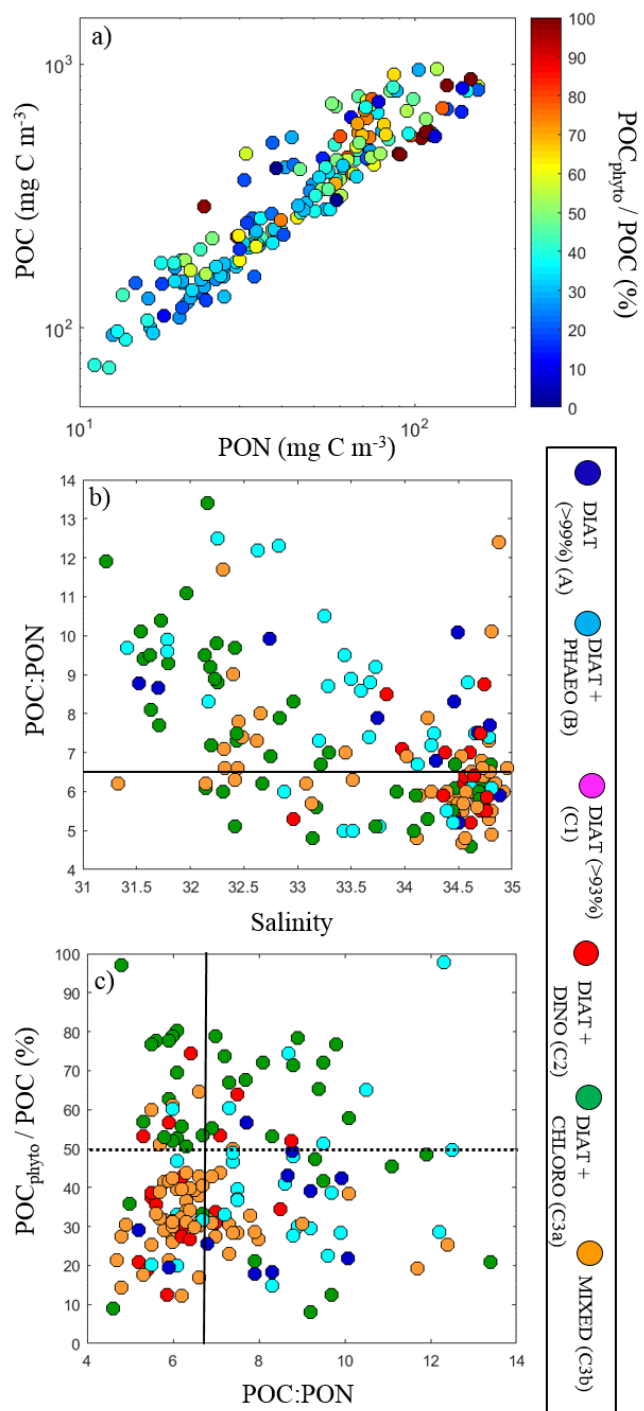 a)
10³
10²
POC (mg C m⁻³)
10¹
10²
PON (mg C m⁻³)
100
90
80
70
60
50
40
30
20
10
0
POCphyto / POC (%)
b)
14
13
12
11
10
9
8
7
6
5
4
POC:PON
31
31.5
32
32.5
33
33.5
34
34.5
35
Salinity
c)
100
90
80
70
60
50
40
30
20
10
0
POCphyto / POC (%)
4
6
8
10
12
14
POC:PON
DIAT
(>99%) (A)
DIAT +
PHAEO (B)
DIAT (>93%)
(C1)
DIAT +
DINO (C2)
DIAT +
CHLORO (C3a)
MIXED (C3b)